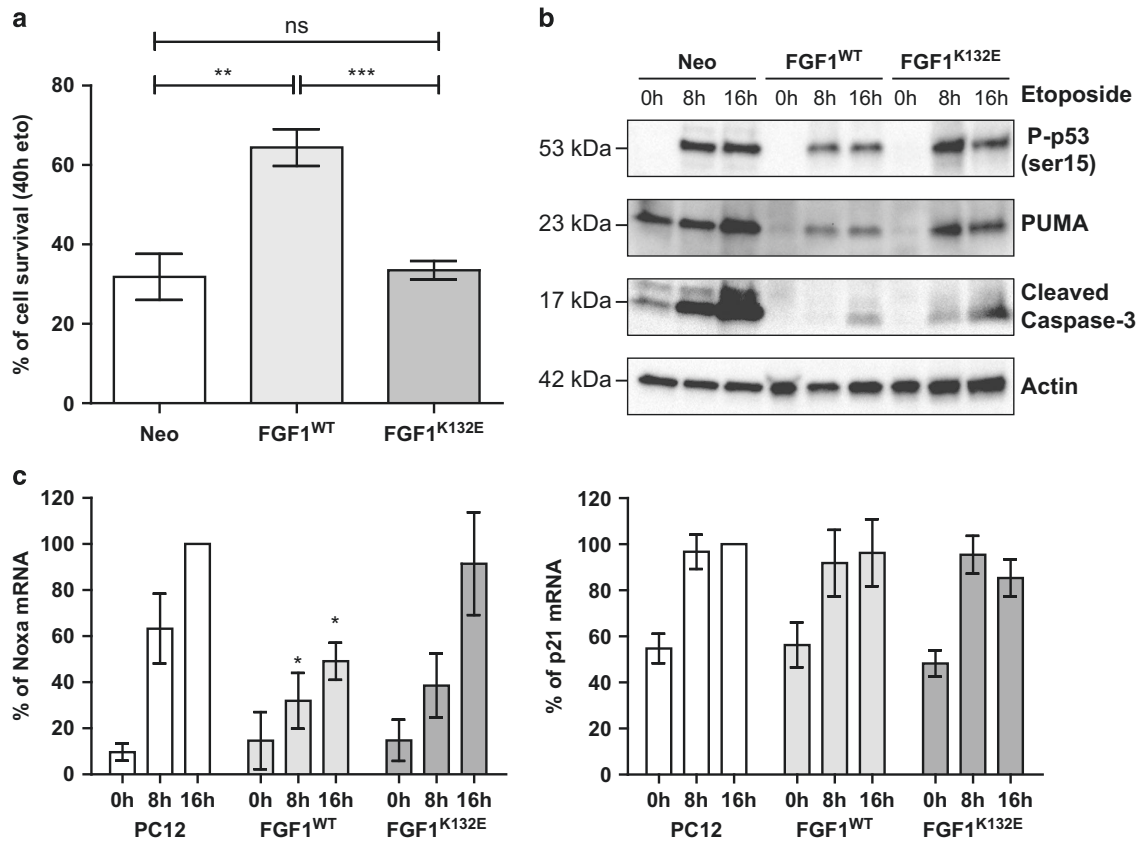 a
ns
** ***
% of cell survival (40h eto)
80
60
40
20
0
Neo FGF1WT FGF1K132E
b
Neo FGF1WT FGF1K132E
0h 8h 16h 0h 8h 16h 0h 8h 16h Etoposide
53 kDa P-p53
(ser15)
23 kDa PUMA
17 kDa Cleaved
Caspase-3
42 kDa Actin
c
% of Noxa mRNA
120
100
80
60
40
20
0
* *
0h 8h 16h 0h 8h 16h 0h 8h 16h
PC12 FGF1WT FGF1K132E
% of p21 mRNA
120
100
80
60
40
20
0
0h 8h 16h 0h 8h 16h 0h 8h 16h
PC12 FGF1WT FGF1K132E